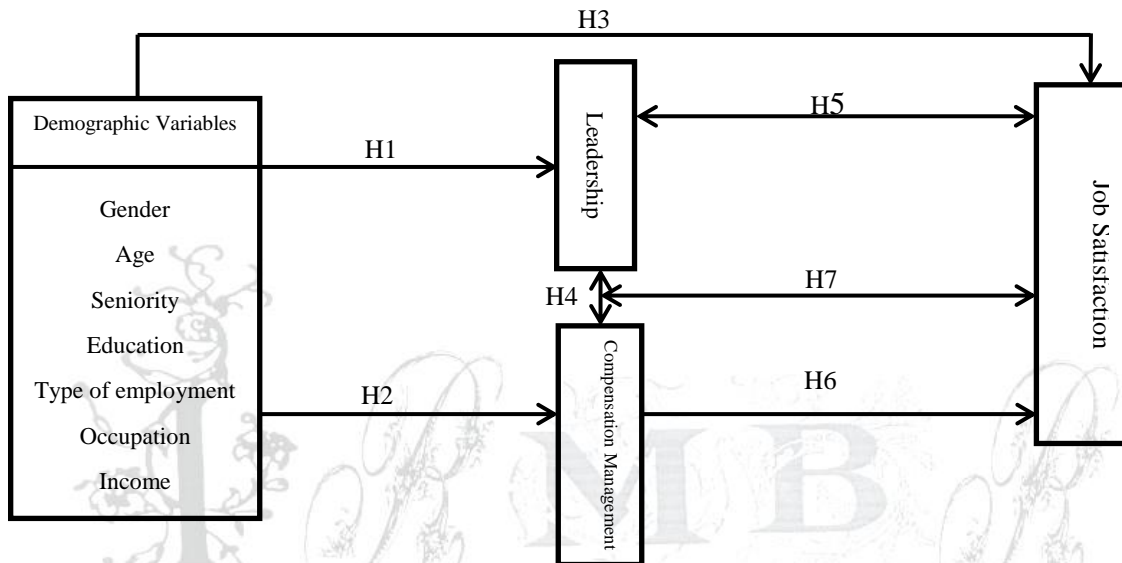 H3
Demographic Variables
H1
Leadership
H5
Job Satisfaction
Gender
Age
Seniority
Education
Type of employment
Occupation
Income
H4
H7
H2
Compensation Management
H6
I B M B